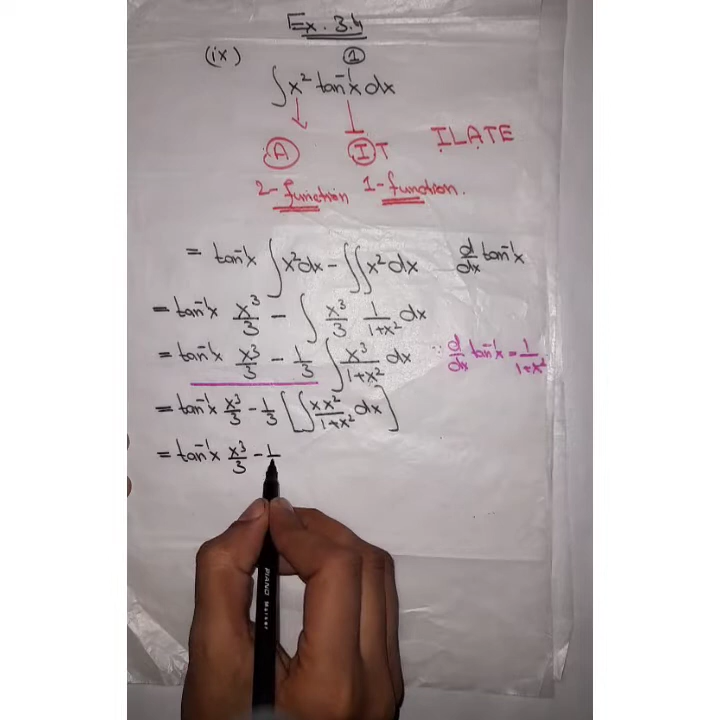 Ex. 3.4
(ix) ①
∫x² tan⁻¹x dx
Ⓐ Ⓘ T ILATE
2-function 1-function.
= tan⁻¹x ∫x²dx - ∫∫x²dx d/dx tan⁻¹x
= tan⁻¹x x³/3 - ∫ x³/3 1/1+x² dx
= tan⁻¹x x³/3 - 1/3 ∫ x³/1+x² dx ∵ d/dx tan⁻¹x = 1/1+x²
= tan⁻¹x x³/3 - 1/3 [∫ xx²/1+x² dx]
= tan⁻¹x x³/3 - 1
PIANO Marker